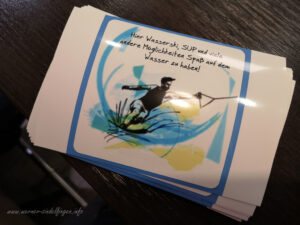 Hier Wasserski, SUP und viele
andere Möglichkeiten Spaß auf dem
Wasser zu haben!
www.werner-sindelfingen.info